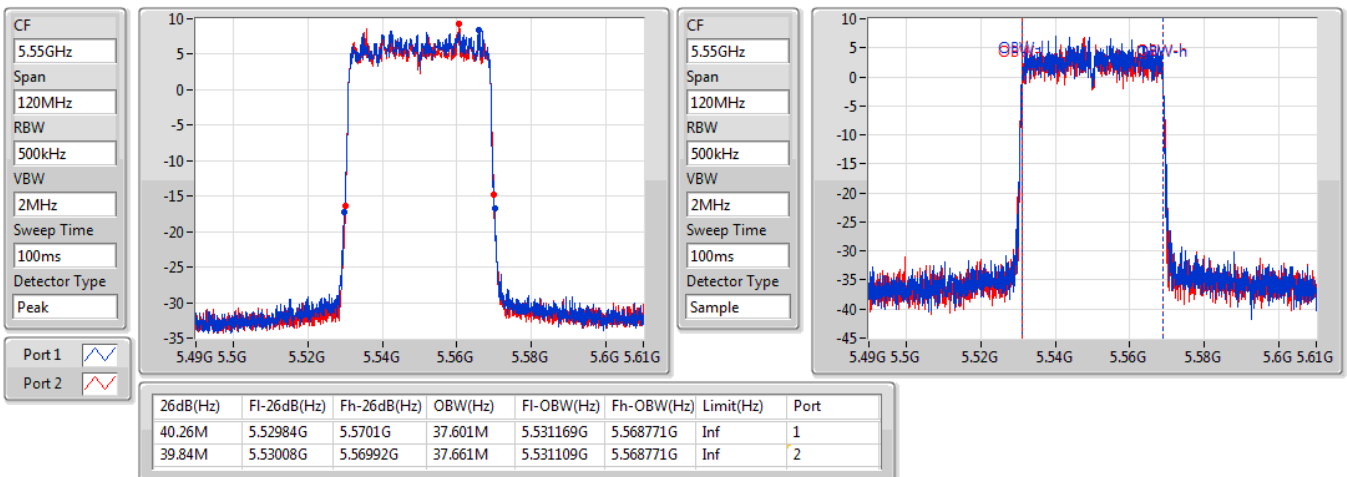 CF
5.55GHz
Span
120MHz
RBW
500kHz
VBW
2MHz
Sweep Time
100ms
Detector Type
Peak
Port 1
Port 2
10
5
0
-5
-10
-15
-20
-25
-30
-35
5.49G 5.5G 5.52G 5.54G 5.56G 5.58G 5.6G 5.61G
CF
5.55GHz
Span
120MHz
RBW
500kHz
VBW
2MHz
Sweep Time
100ms
Detector Type
Sample
10
5
0
-5
-10
-15
-20
-25
-30
-35
-40
-45
OBW-h
5.49G 5.5G 5.52G 5.54G 5.56G 5.58G 5.6G 5.61G
26dB(Hz) Fl-26dB(Hz) Fh-26dB(Hz) OBW(Hz) Fl-OBW(Hz) Fh-OBW(Hz) Limit(Hz) Port
40.26M 5.52984G 5.5701G 37.601M 5.531169G 5.568771G Inf 1
39.84M 5.53008G 5.56992G 37.661M 5.531109G 5.568771G Inf 2